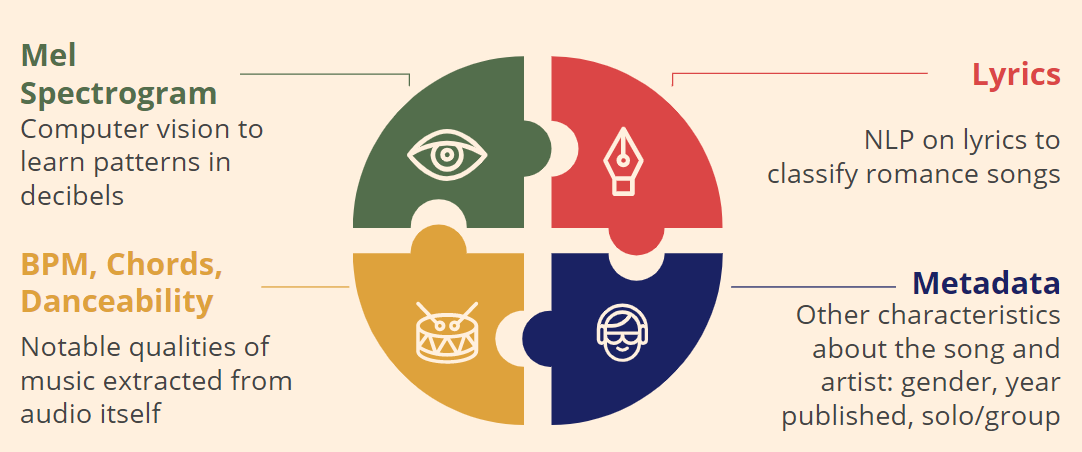 Mel
Spectrogram
Computer vision to
learn patterns in
decibels
Lyrics
NLP on lyrics to
classify romance songs
BPM, Chords,
Danceability
Notable qualities of
music extracted from
audio itself
Metadata
Other characteristics
about the song and
artist: gender, year
published, solo/group